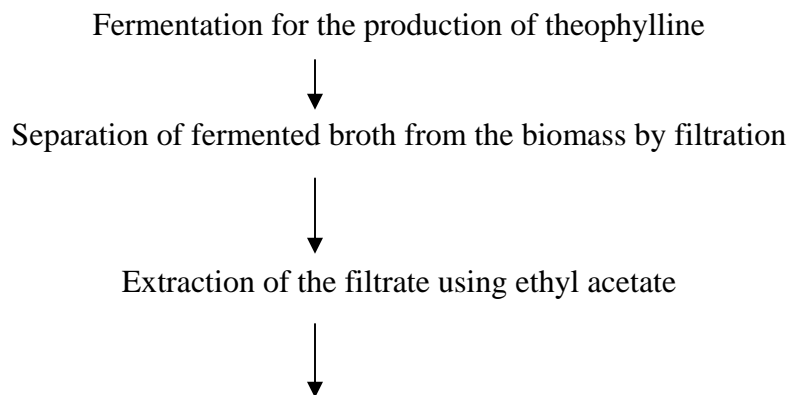 Fermentation for the production of theophylline
Separation of fermented broth from the biomass by filtration
Extraction of the filtrate using ethyl acetate